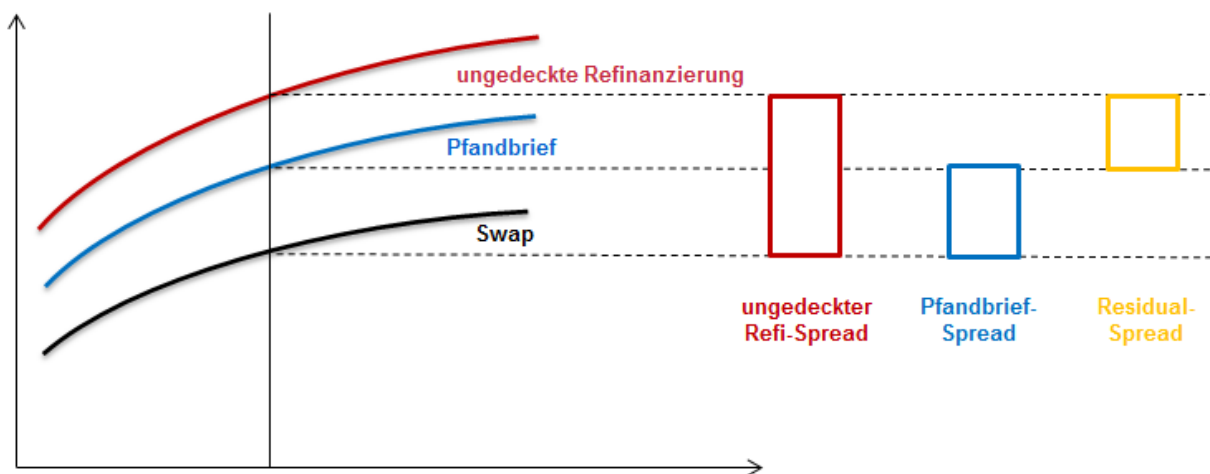 ungedeckte Refinanzierung
Pfandbrief
Swap
ungedeckter
Refi-Spread
Pfandbrief-
Spread
Residual-
Spread